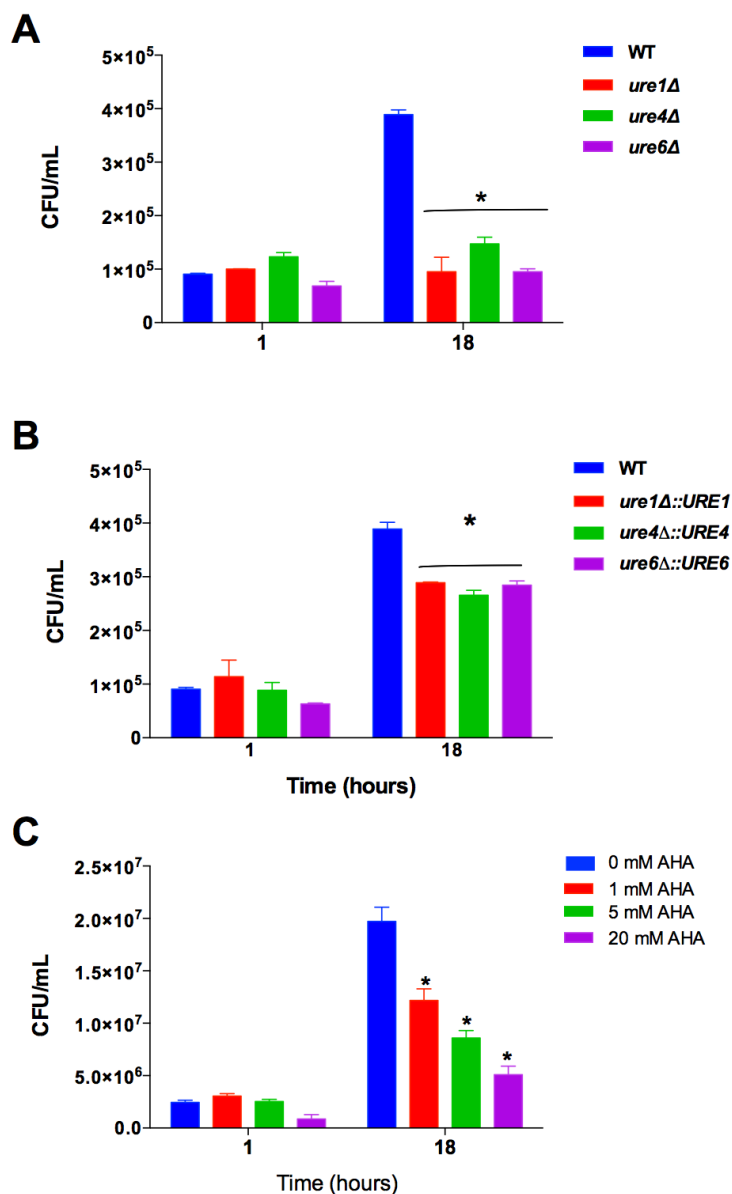 A
CFU/mL
5×10⁵
4×10⁵
3×10⁵
2×10⁵
1×10⁵
0
1
18
*
WT
ure1Δ
ure4Δ
ure6Δ
B
CFU/mL
5×10⁵
4×10⁵
3×10⁵
2×10⁵
1×10⁵
0
1
18
*
Time (hours)
WT
ure1Δ::URE1
ure4Δ::URE4
ure6Δ::URE6
C
CFU/mL
2.5×10⁷
2.0×10⁷
1.5×10⁷
1.0×10⁷
5.0×10⁶
0.0
1
18
*
*
*
Time (hours)
0 mM AHA
1 mM AHA
5 mM AHA
20 mM AHA